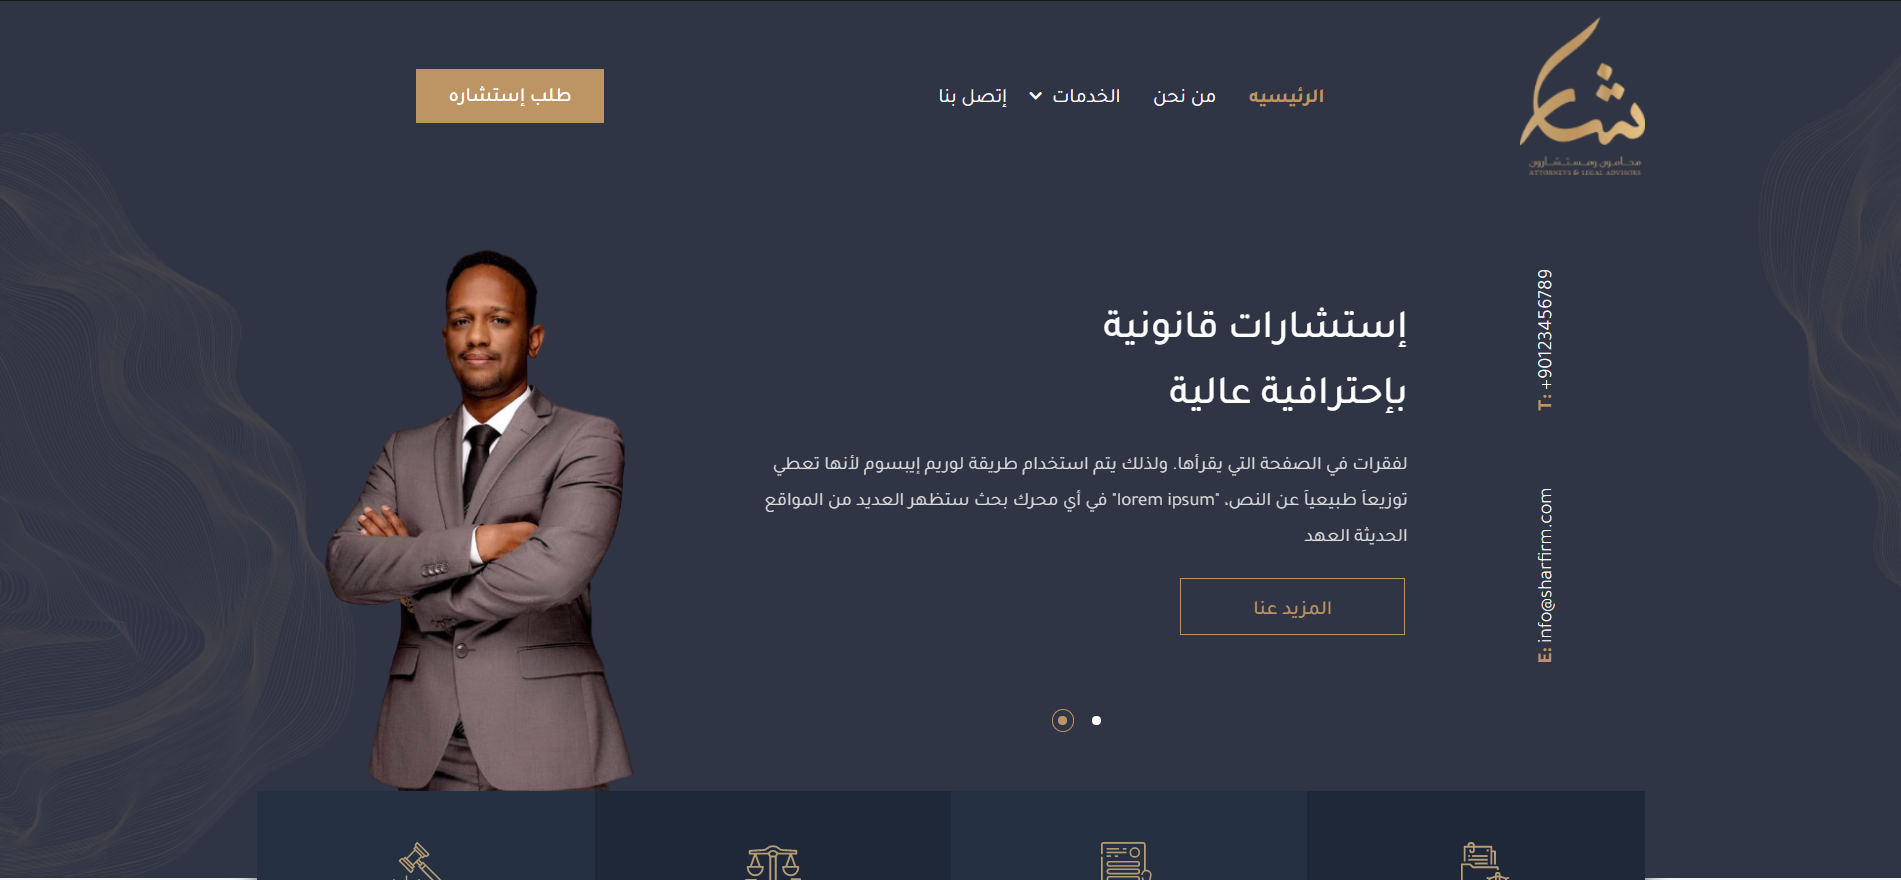 شار
محامون ومستشارون
ATTORNEYS & LEGAL ADVISORS
الرئيسيه
من نحن
الخدمات
إتصل بنا
طلب إستشاره
T: +90123456789
E: info@sharfirm.com
إستشارات قانونية
بإحترافية عالية
لفقرات في الصفحة التي يقرأها. ولذلك يتم استخدام طريقة لوريم إيبسوم لأنها تعطي
توزيعاَ طبيعياَ عن النص، "lorem ipsum" في أي محرك بحث ستظهر العديد من المواقع
الحديثة العهد
المزيد عنا